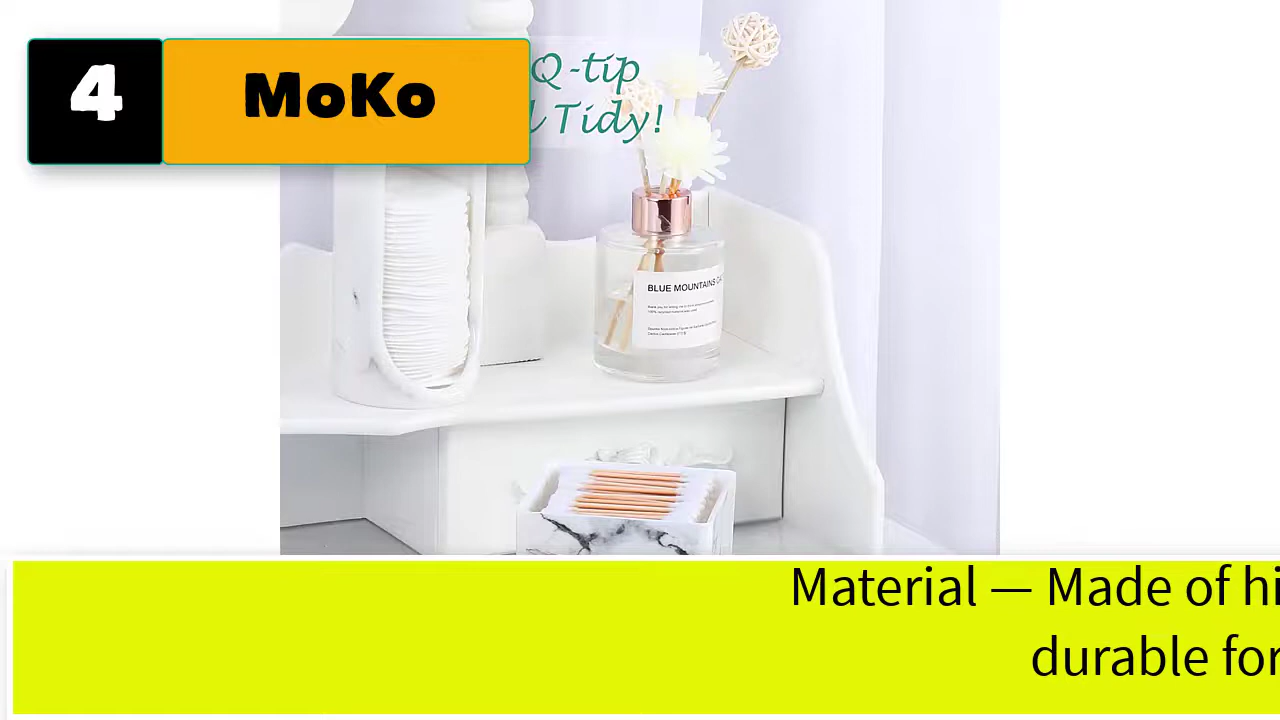 4
MoKo
Q-tip
Tidy!
BLUE MOUNTAINS
Material — Made of hi
durable for